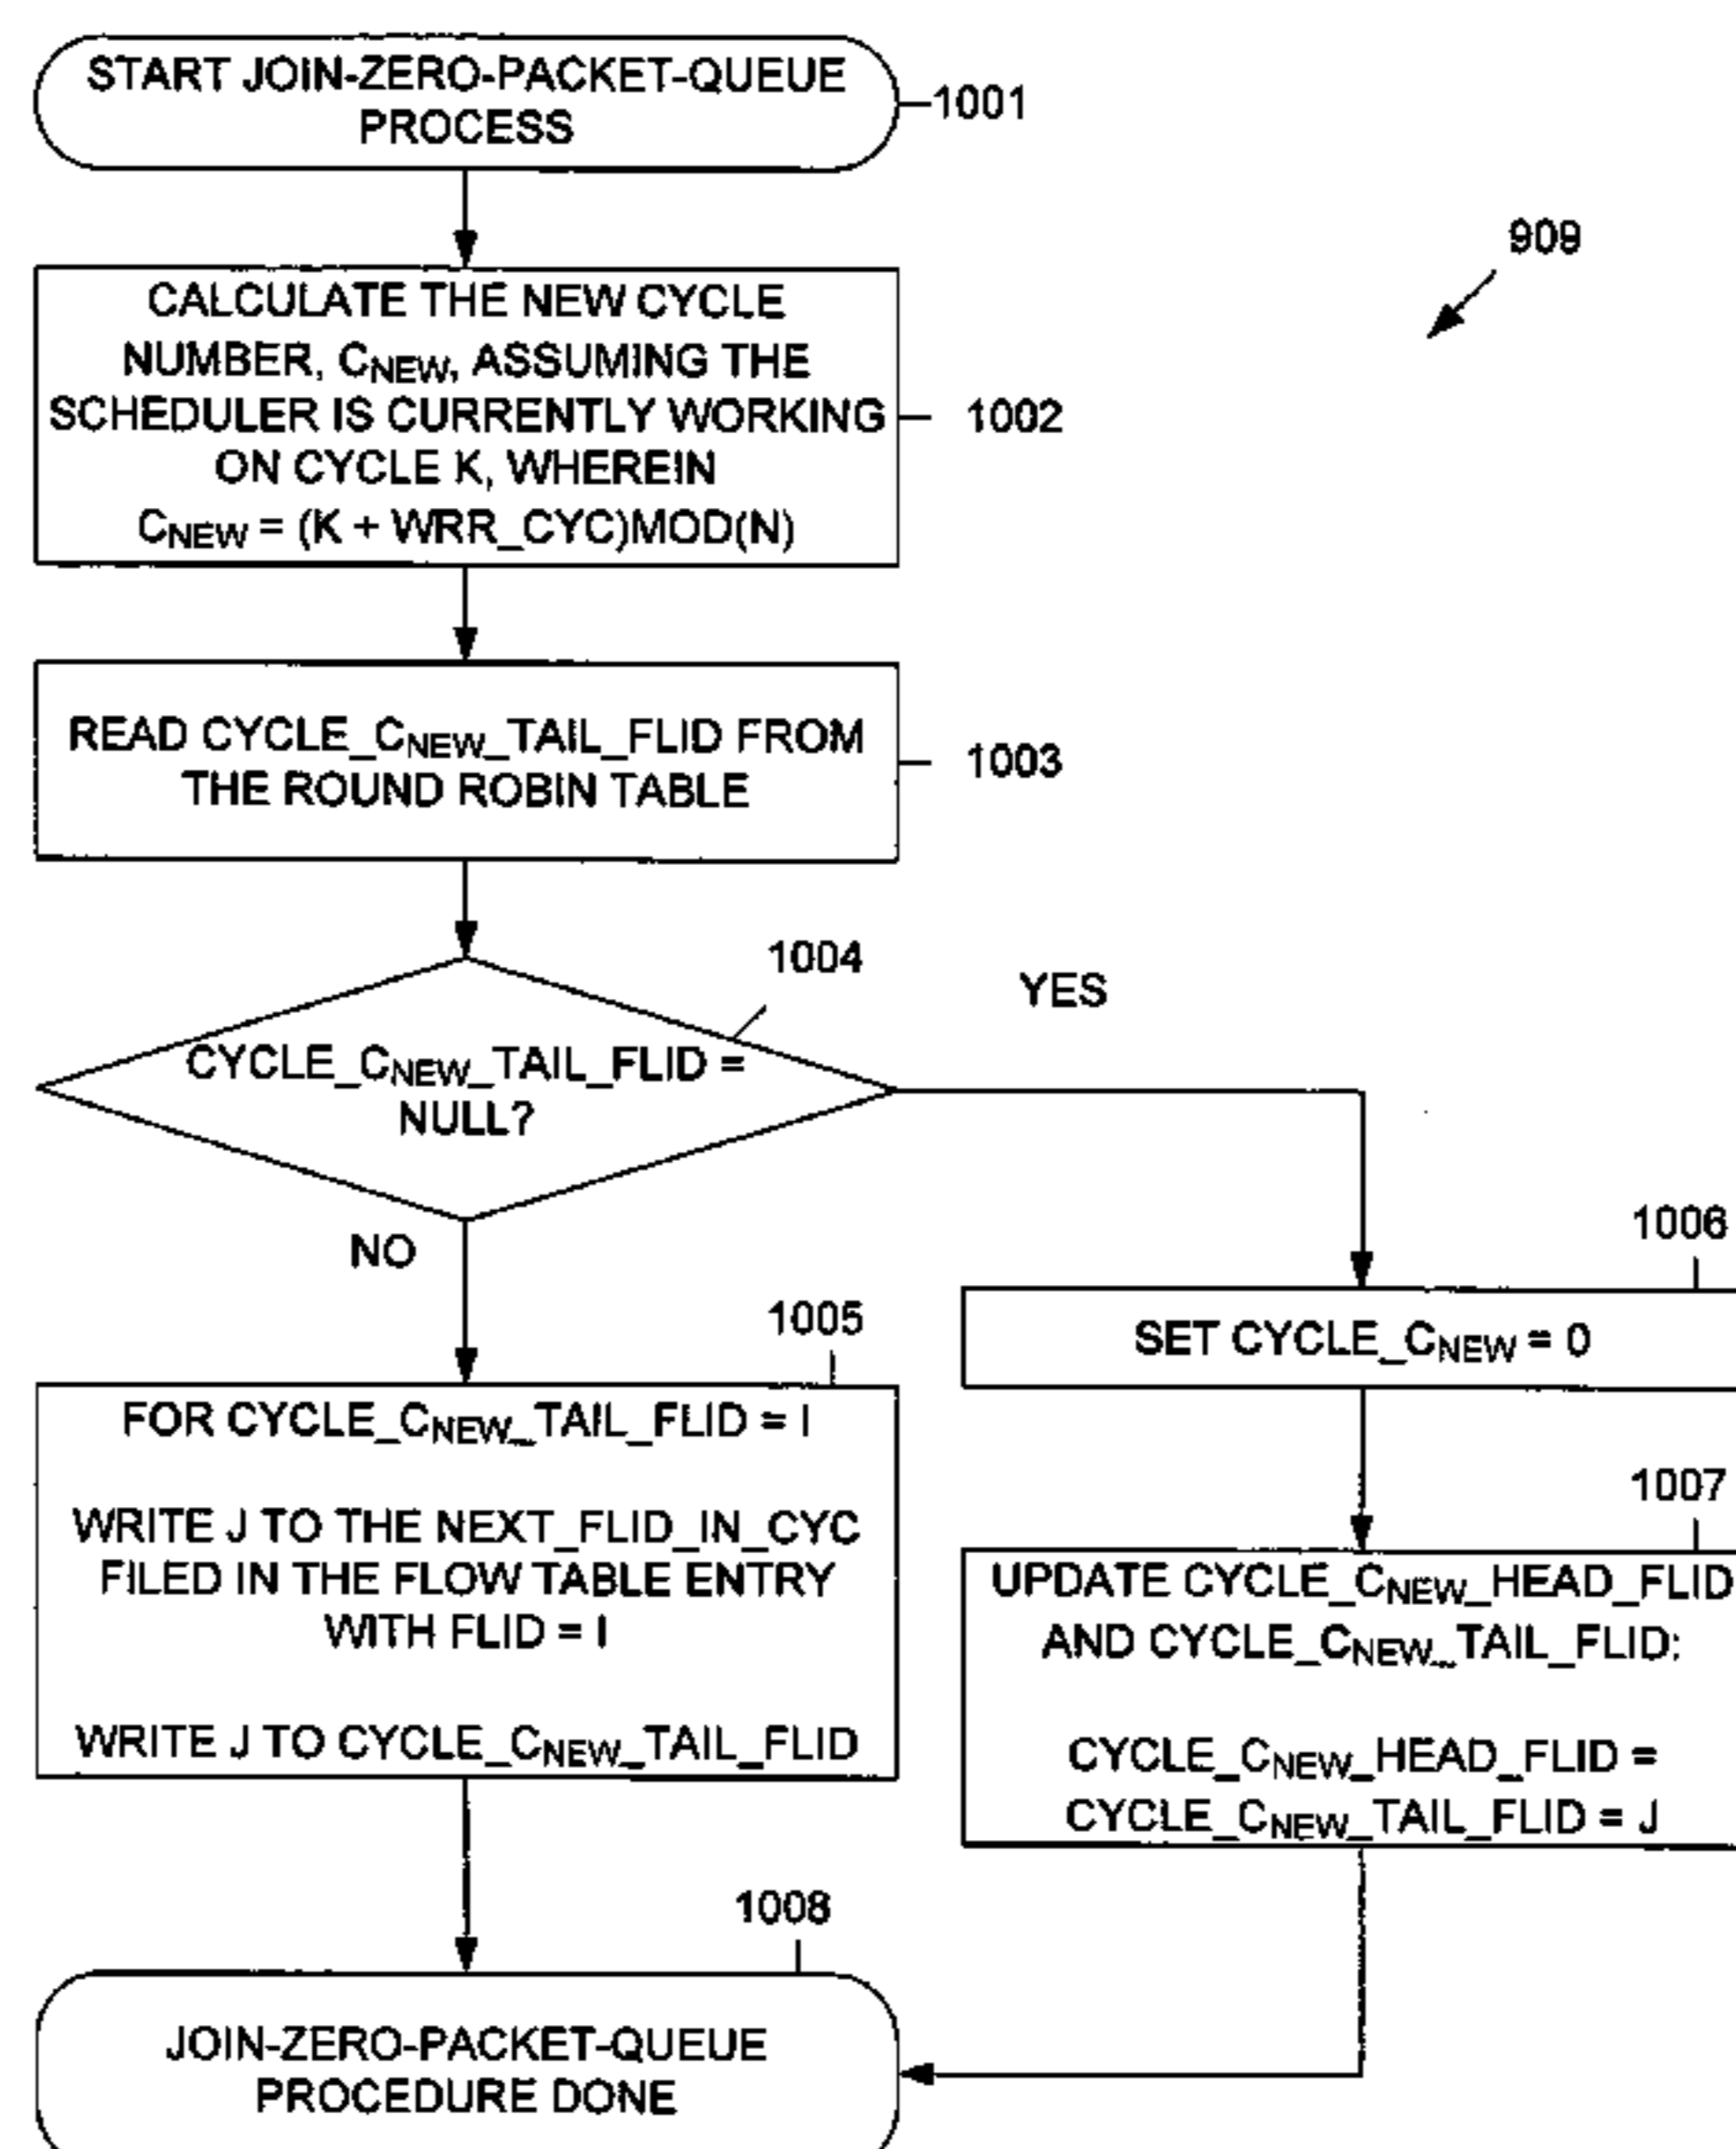 START JOIN-ZERO-PACKET-QUEUE
PROCESS
1001
909
CALCULATE THE NEW CYCLE
NUMBER, CNEW, ASSUMING THE
SCHEDULER IS CURRENTLY WORKING
ON CYCLE K, WHEREIN
CNEW = (K + WRR_CYC)MOD(N)
1002
READ CYCLE_CNEW_TAIL_FLID FROM
THE ROUND ROBIN TABLE
1003
1004
YES
CYCLE_CNEW_TAIL_FLID =
NULL?
NO
1005
FOR CYCLE_CNEW_TAIL_FLID = I
WRITE J TO THE NEXT_FLID_IN_CYC
FILED IN THE FLOW TABLE ENTRY
WITH FLID = I
WRITE J TO CYCLE_CNEW_TAIL_FLID
1006
SET CYCLE_CNEW = 0
1007
UPDATE CYCLE_CNEW_HEAD_FLID
AND CYCLE_CNEW_TAIL_FLID:
CYCLE_CNEW_HEAD_FLID =
CYCLE_CNEW_TAIL_FLID = J
1008
JOIN-ZERO-PACKET-QUEUE
PROCEDURE DONE